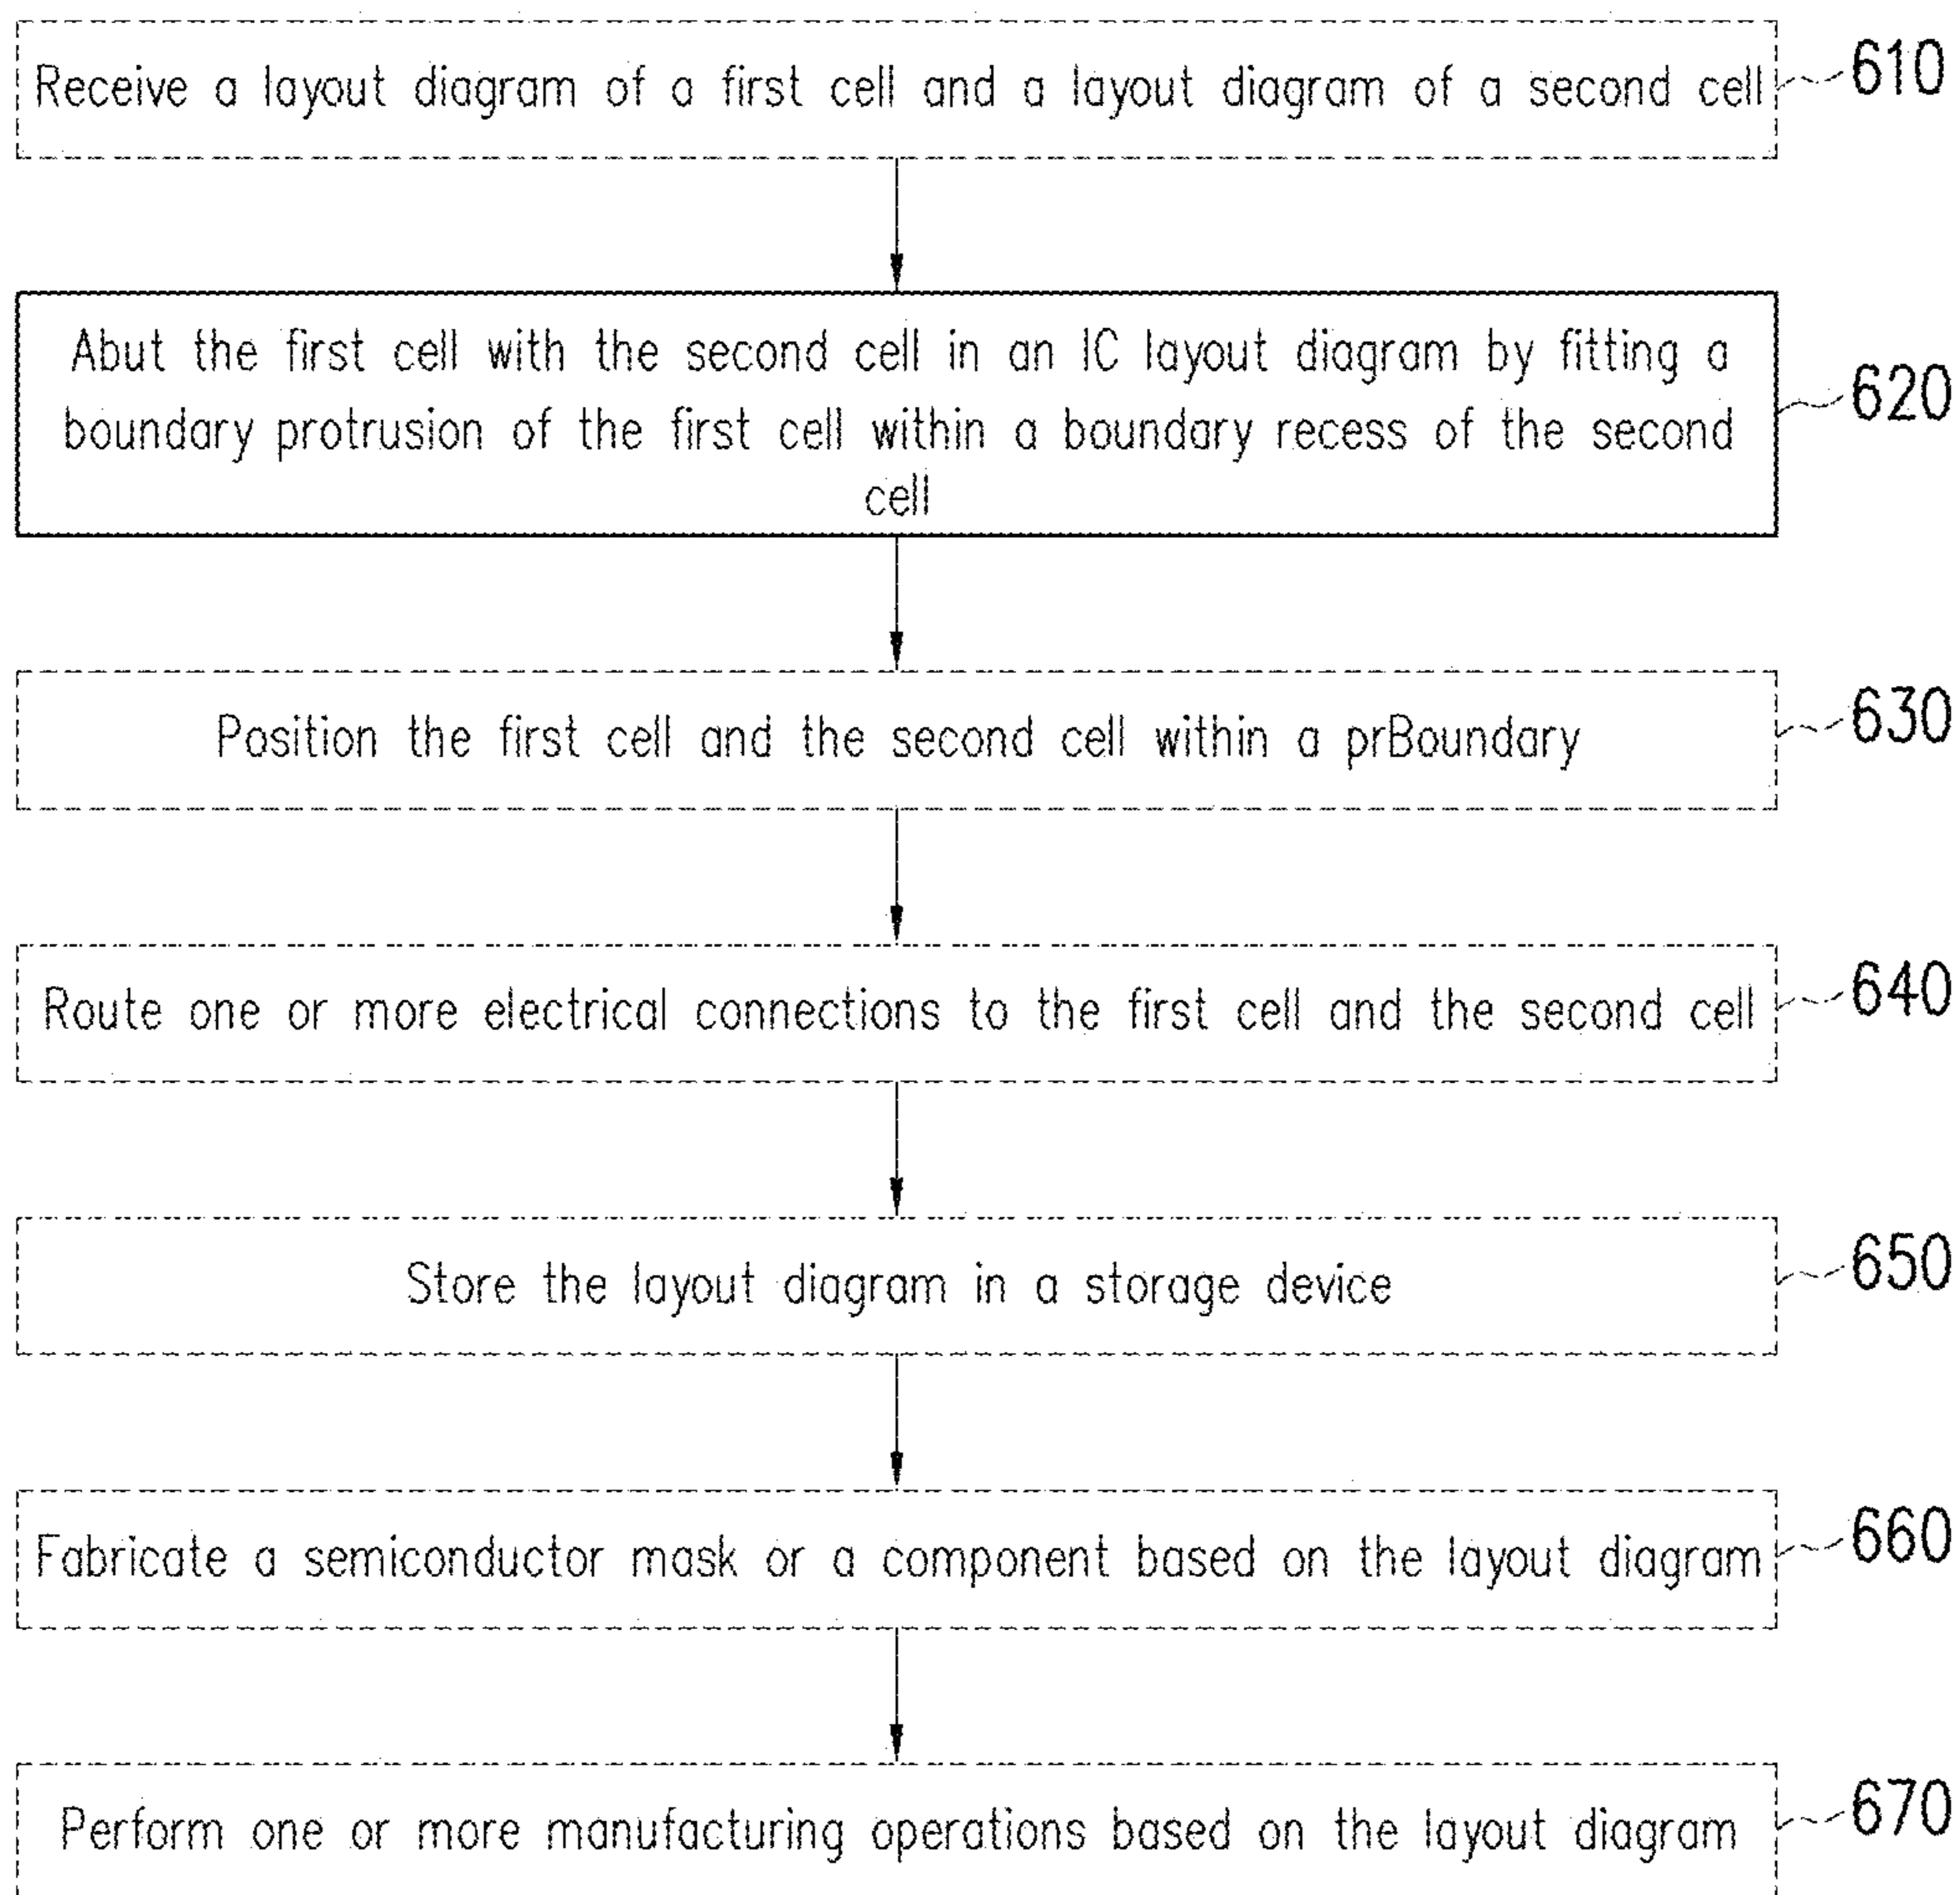 Receive a layout diagram of a first cell and a layout diagram of a second cell
610
Abut the first cell with the second cell in an IC layout diagram by fitting a
boundary protrusion of the first cell within a boundary recess of the second
cell
620
Position the first cell and the second cell within a prBoundary
630
Route one or more electrical connections to the first cell and the second cell
640
Store the layout diagram in a storage device
650
Fabricate a semiconductor mask or a component based on the layout diagram
660
Perform one or more manufacturing operations based on the layout diagram
670